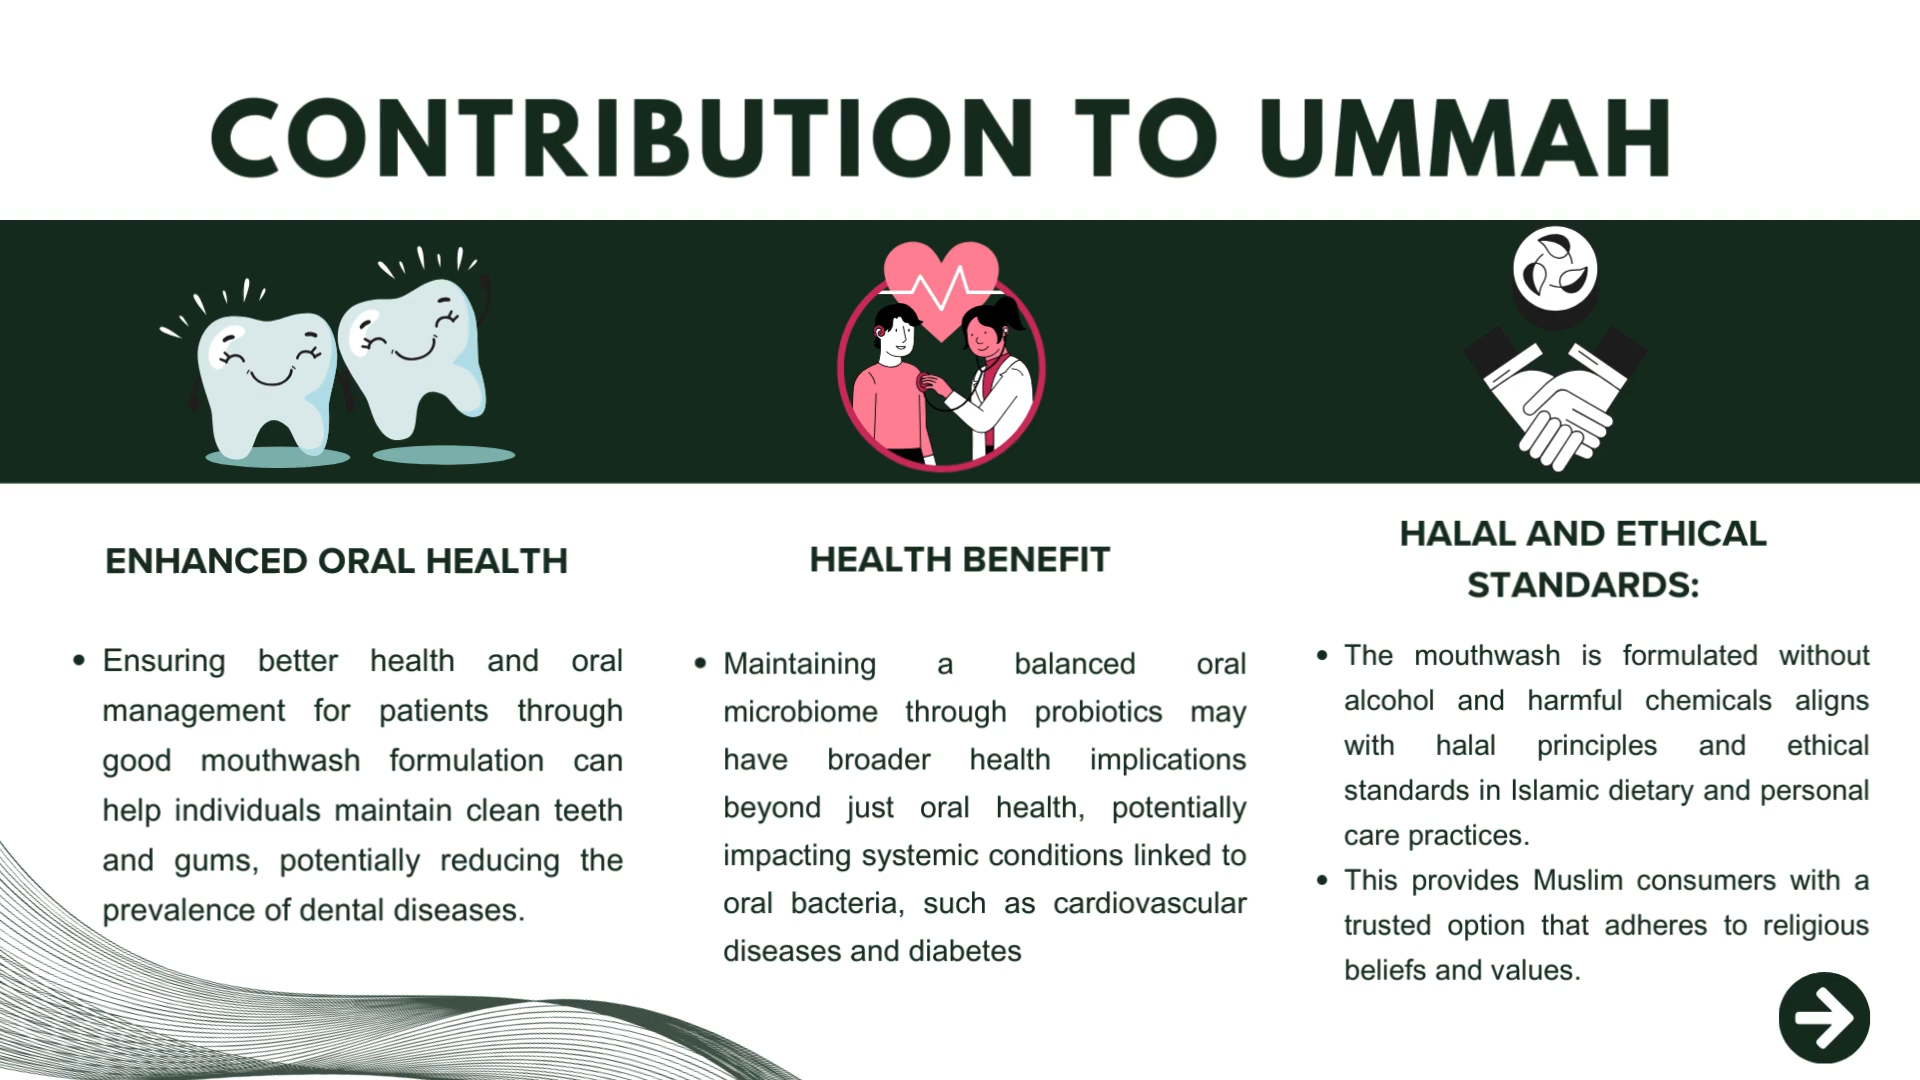 CONTRIBUTION TO UMMAH
ENHANCED ORAL HEALTH
• Ensuring better health and oral
management for patients through
good mouthwash formulation can
help individuals maintain clean teeth
and gums, potentially reducing the
prevalence of dental diseases.
HEALTH BENEFIT
• Maintaining a balanced oral
microbiome through probiotics may
have broader health implications
beyond just oral health, potentially
impacting systemic conditions linked to
oral bacteria, such as cardiovascular
diseases and diabetes
HALAL AND ETHICAL
STANDARDS:
• The mouthwash is formulated without
alcohol and harmful chemicals aligns
with halal principles and ethical
standards in Islamic dietary and personal
care practices.
• This provides Muslim consumers with a
trusted option that adheres to religious
beliefs and values.